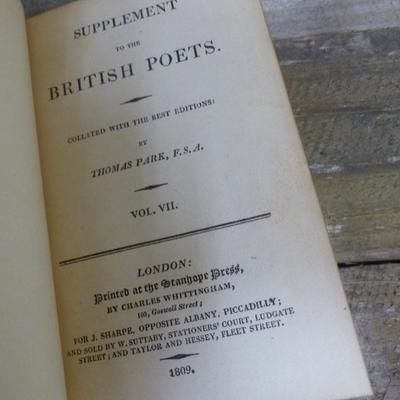 SUPPLEMENT
TO THE
BRITISH POETS.
COLLATED WITH THE BEST EDITIONS:
BY
THOMAS PARK, F.S.A.
VOL. VII.
LONDON:
Printed at the Stanhope Press,
BY CHARLES WHITTINGHAM,
103, Goswell Street;
FOR J. SHARPE, OPPOSITE ALBANY, PICCADILLY;
AND SOLD BY W. SUTTABY, STATIONERS' COURT, LUDGATE
STREET; AND TAYLOR AND HESSEY, FLEET STREET.
1809.